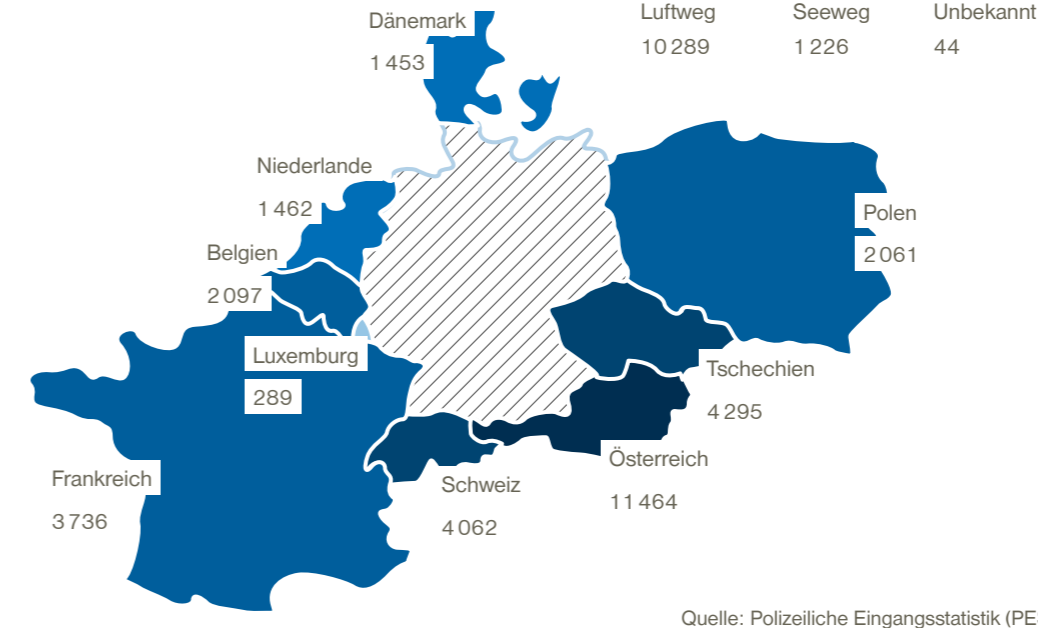 Dänemark
1 453
Luftweg
10 289
Seeweg
1 226
Unbekannt
44
Niederlande
1 462
Belgien
2 097
Luxemburg
289
Polen
2 061
Tschechien
4 295
Österreich
11 464
Schweiz
4 062
Frankreich
3 736
Quelle: Polizeiliche Eingangsstatistik (PES